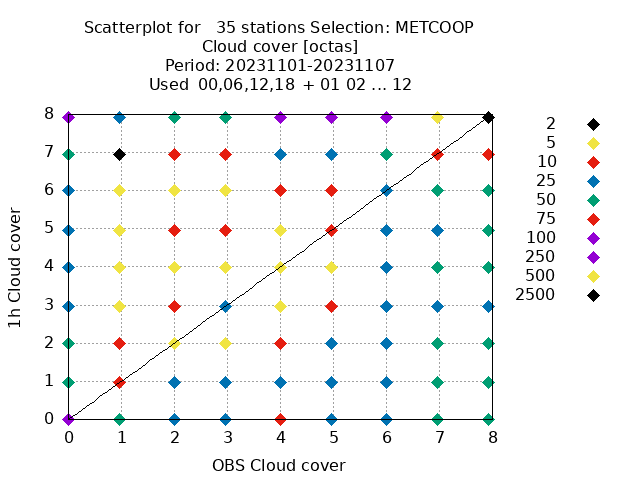 Scatterplot for   35 stations Selection: METCOOP
Cloud cover [octas]
Period: 20231101-20231107
Used  00,06,12,18 + 01 02 ... 12
8
7
6
5
4
3
2
1
0
1h Cloud cover
0 1 2 3 4 5 6 7 8
OBS Cloud cover
2
5
10
25
50
75
100
250
500
2500